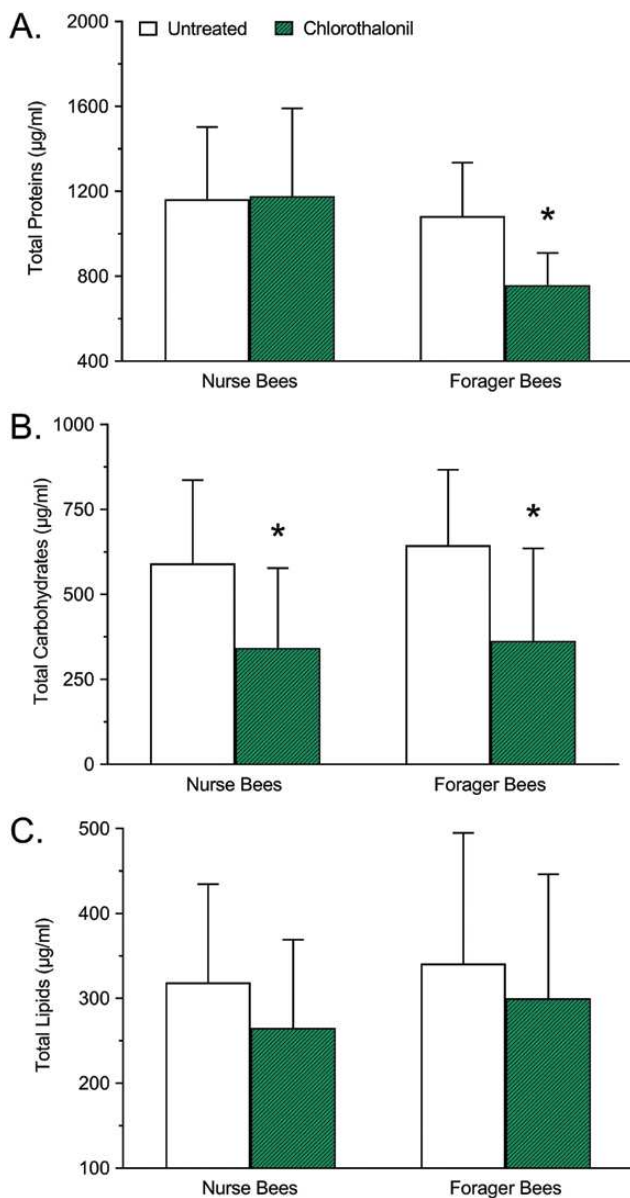 A.
Untreated Chlorothalonil
2000
1600
1200
800
400
Total Proteins (µg/ml)
*
Nurse Bees Forager Bees
B.
1000
750
500
250
0
Total Carbohydrates (µg/ml)
* *
Nurse Bees Forager Bees
C.
500
400
300
200
100
Total Lipids (µg/ml)
Nurse Bees Forager Bees